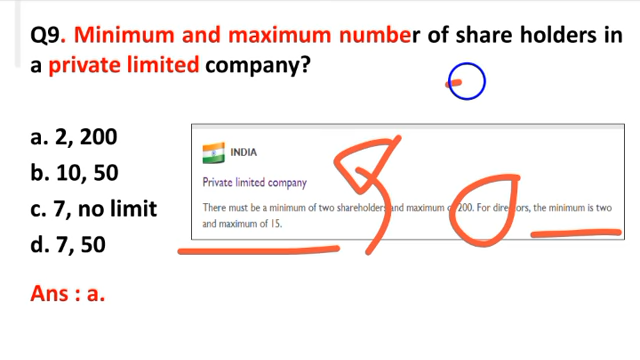 Q9. Minimum and maximum number of share holders in
a private limited company?
a. 2, 200
b. 10, 50
c. 7, no limit
d. 7, 50
INDIA
Private limited company
There must be a minimum of two shareholders and maximum of 200. For directors, the minimum is two
and maximum of 15.
Ans : a.